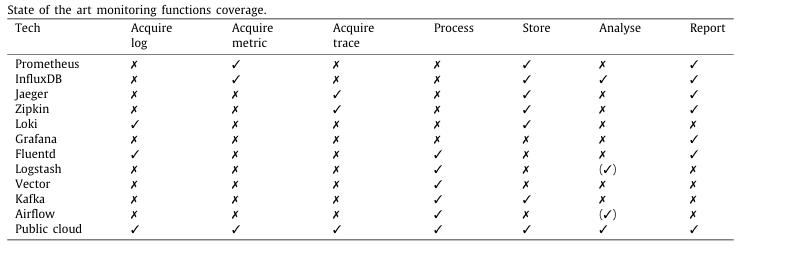 State of the art monitoring functions coverage.
Tech Acquire log Acquire metric Acquire trace Process Store Analyse Report
Prometheus ✗ ✓ ✗ ✗ ✓ ✗ ✓
InfluxDB ✗ ✓ ✗ ✗ ✓ ✓ ✓
Jaeger ✗ ✗ ✓ ✗ ✓ ✗ ✓
Zipkin ✗ ✗ ✓ ✗ ✓ ✗ ✓
Loki ✓ ✗ ✗ ✗ ✓ ✗ ✗
Grafana ✗ ✗ ✗ ✗ ✗ ✗ ✓
Fluentd ✓ ✗ ✗ ✓ ✗ ✗ ✓
Logstash ✗ ✗ ✗ ✓ ✗ (✓) ✗
Vector ✗ ✗ ✗ ✓ ✗ ✗ ✗
Kafka ✗ ✗ ✗ ✓ ✓ ✗ ✗
Airflow ✗ ✗ ✗ ✓ ✗ (✓) ✗
Public cloud ✓ ✓ ✓ ✓ ✓ ✓ ✓